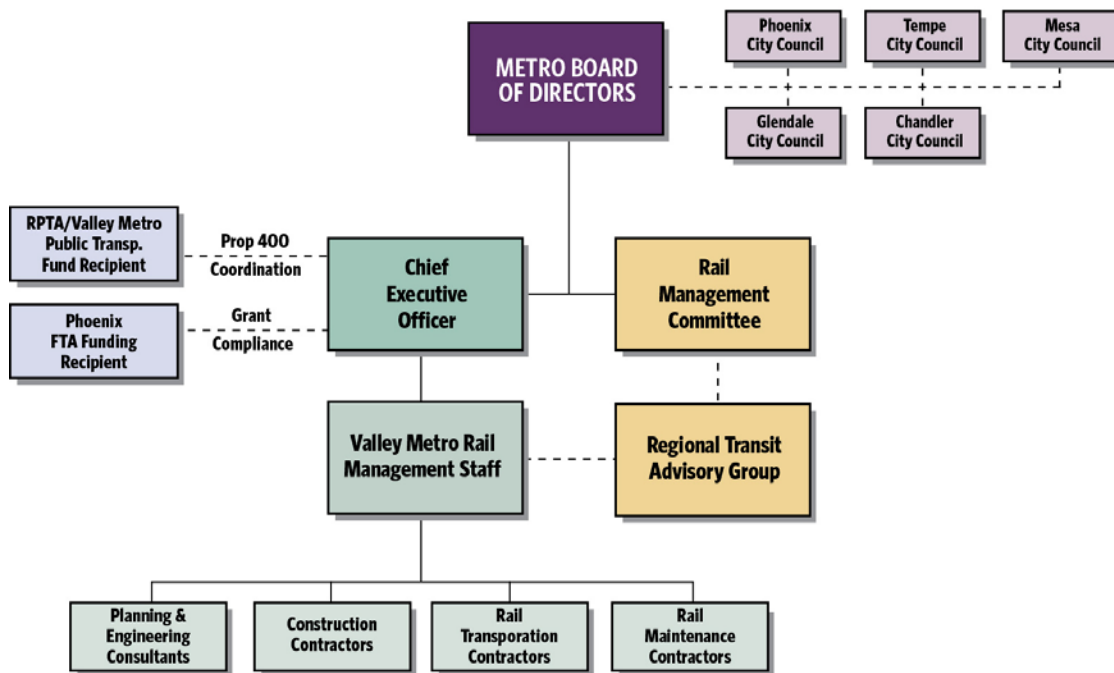 METRO BOARD
OF DIRECTORS
Phoenix
City Council
Tempe
City Council
Mesa
City Council
Glendale
City Council
Chandler
City Council
RPTA/Valley Metro
Public Transp.
Fund Recipient
Prop 400
Coordination
Chief
Executive
Officer
Rail
Management
Committee
Phoenix
FTA Funding
Recipient
Grant
Compliance
Valley Metro Rail
Management Staff
Regional Transit
Advisory Group
Planning &
Engineering
Consultants
Construction
Contractors
Rail
Transporation
Contractors
Rail
Maintenance
Contractors